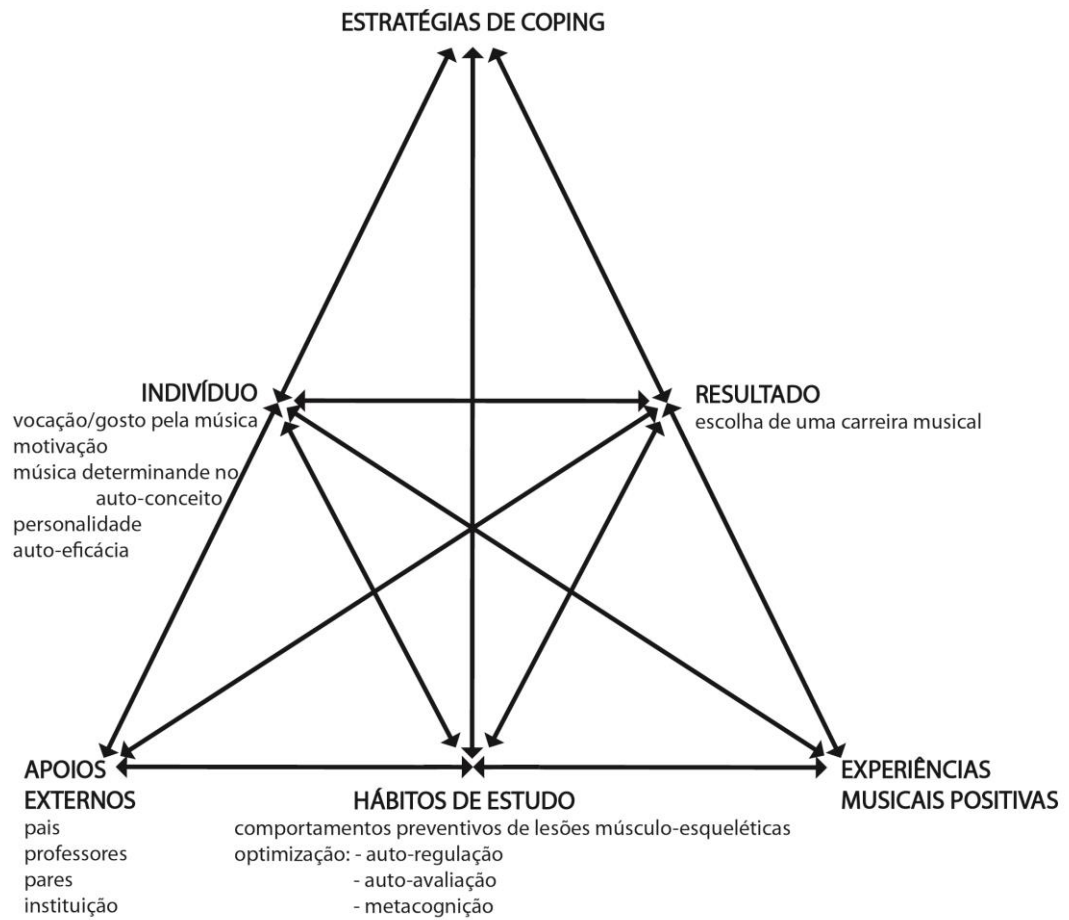 ESTRATÉGIAS DE COPING
INDIVÍDUO
vocação/gosto pela música
motivação
música determinande no
auto-conceito
personalidade
auto-eficácia
RESULTADO
escolha de uma carreira musical
APOIOS
EXTERNOS
pais
professores
pares
instituição
HÁBITOS DE ESTUDO
comportamentos preventivos de lesões músculo-esqueléticas
optimização: - auto-regulação
- auto-avaliação
- metacognição
EXPERIÊNCIAS
MUSICAIS POSITIVAS